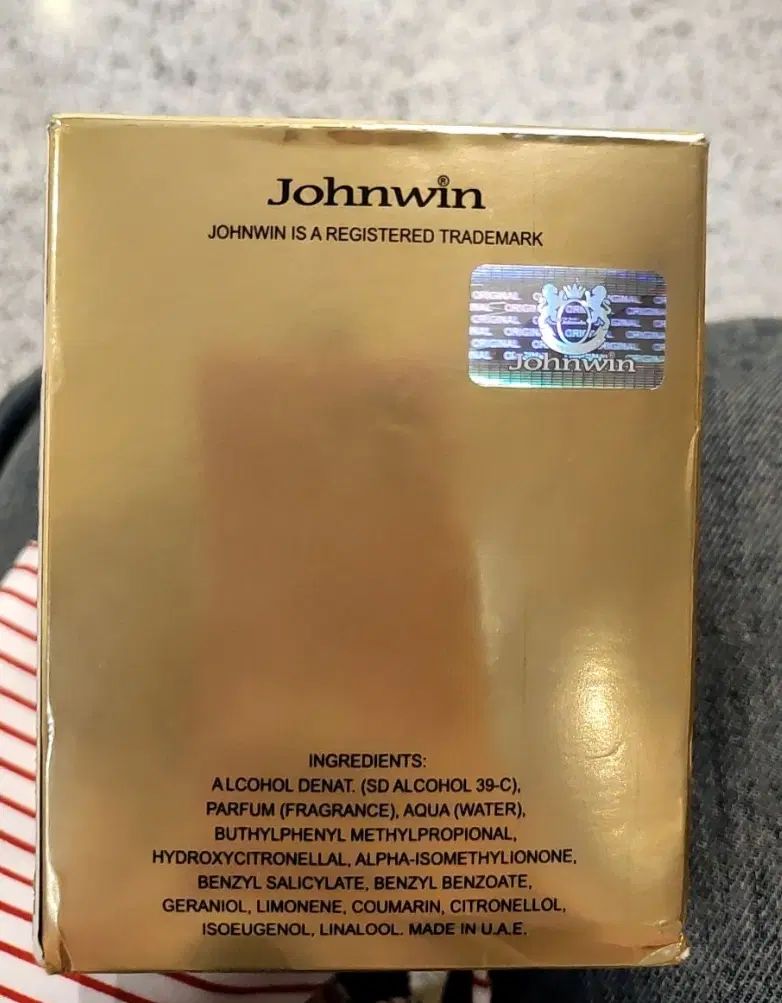 Johnwin®
JOHNWIN IS A REGISTERED TRADEMARK
ORIGINAL
Johnwin
INGREDIENTS:
ALCOHOL DENAT. (SD ALCOHOL 39-C),
PARFUM (FRAGRANCE), AQUA (WATER),
BUTHYLPHENYL METHYLPROPIONAL,
HYDROXYCITRONELLAL, ALPHA-ISOMETHYLIONONE,
BENZYL SALICYLATE, BENZYL BENZOATE,
GERANIOL, LIMONENE, COUMARIN, CITRONELLOL,
ISOEUGENOL, LINALOOL. MADE IN U.A.E.